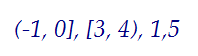 (-1, 0], [3, 4), 1,5